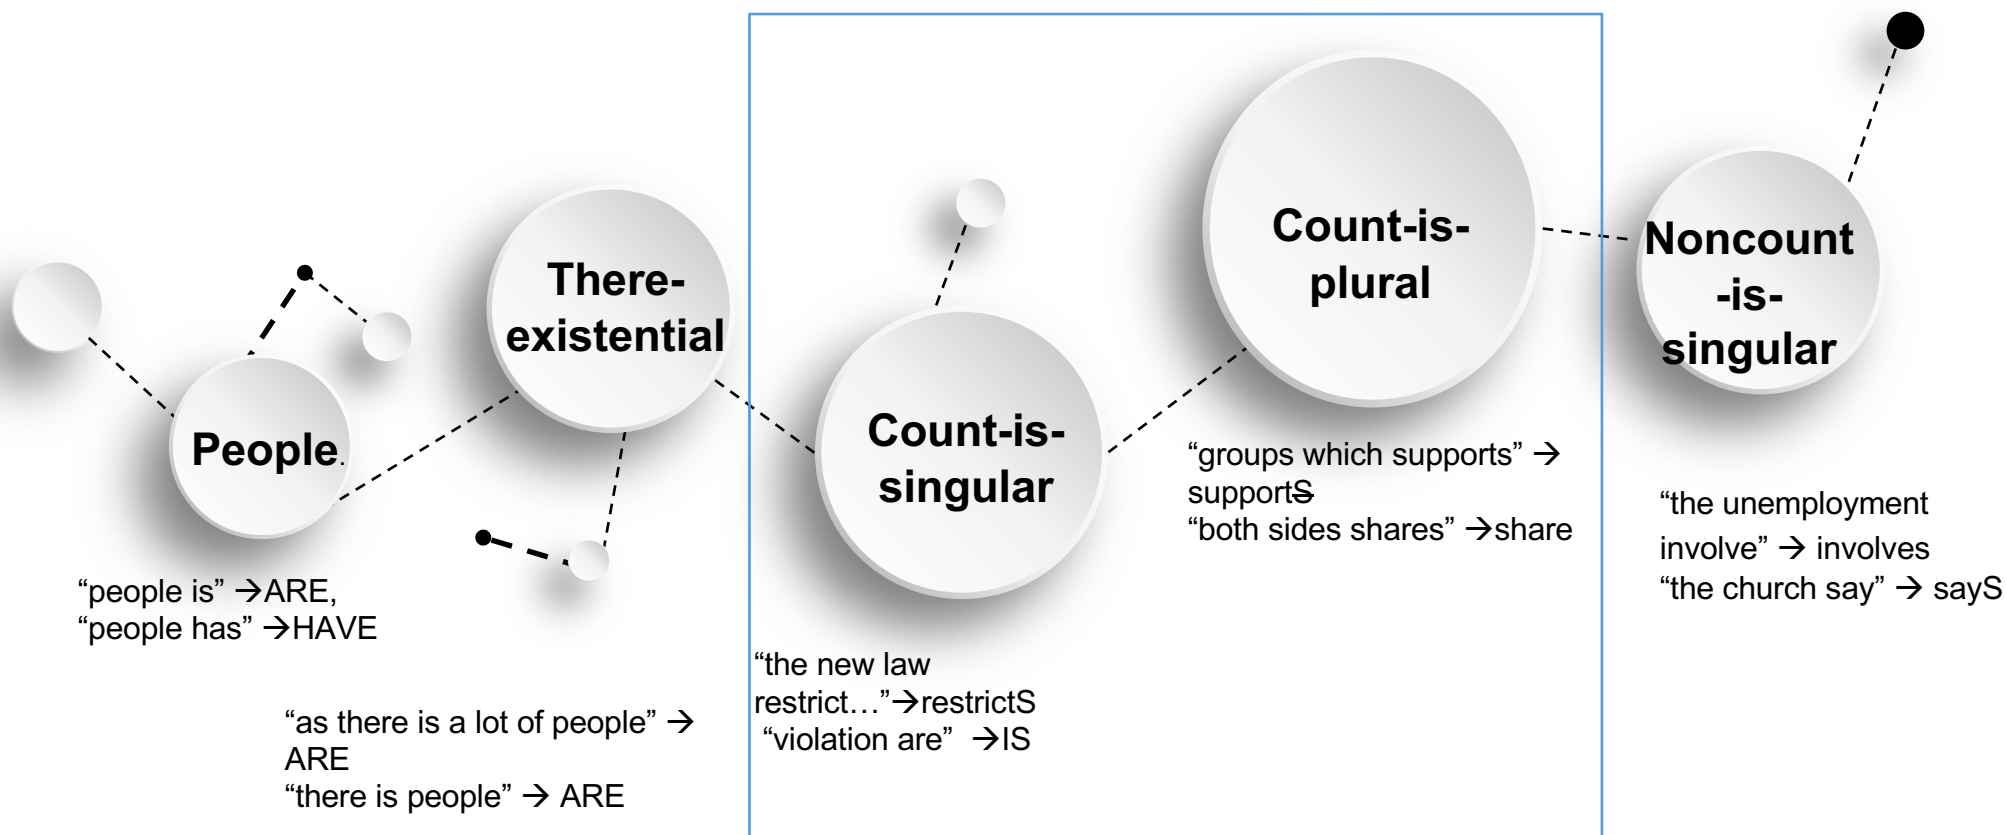 People.
“people is” →ARE,
“people has” →HAVE
There-
existential
“as there is a lot of people” →
ARE
“there is people” → ARE
Count-is-
singular
“the new law
restrict…”→restrictS
“violation are” →IS
Count-is-
plural
“groups which supports” →
supportS
“both sides shares” →share
Noncount
-is-
singular
“the unemployment
involve” → involves
“the church say” → sayS